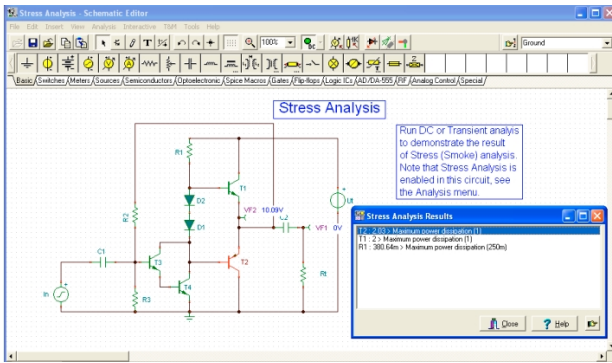 Stress Analysis - Schematic Editor
File Edit Insert View Analysis Interactive T&M Tools Help
100%
Ground
Basic Switches Meters Sources Semiconductors Optoelectronic Spice Macros Gates Flip-flops Logic ICs AD/DA-555 RF Analog Control Special
Stress Analysis
Run DC or Transient analyis
to demonstrate the result
of Stress (Smoke) analysis.
Note that Stress Analysis is
enabled in this circuit, see
the Analysis menu.
R1
T1
D2
U1
R2
VF2 10.09V
C2
VF1 0V
D1
C1
T3
T2
Rt
In
R3
T4
Stress Analysis Results
T2 : 2.03 > Maximum power dissipation (1)
T1 : 2 > Maximum power dissipation (1)
R1 : 380.64m > Maximum power dissipation (250m)
Close
Help